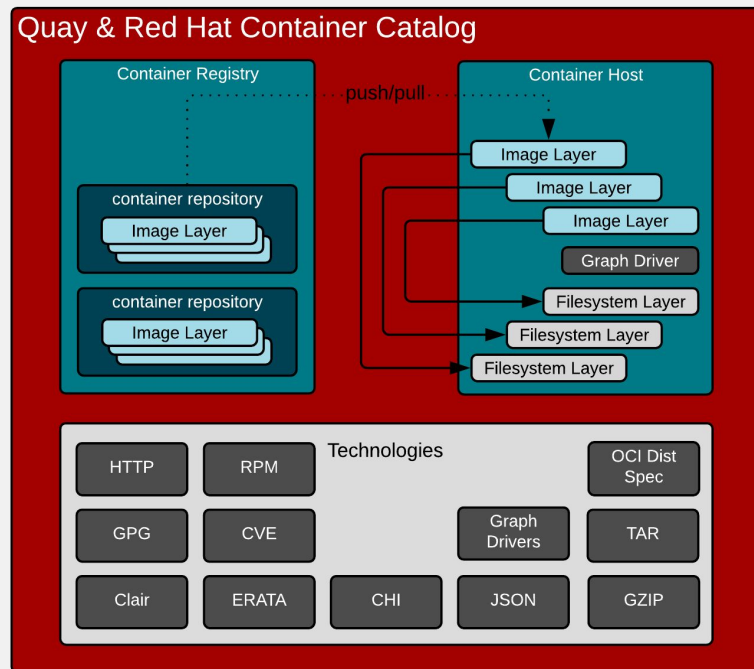 Quay & Red Hat Container Catalog
Container Registry
Container Host
push/pull
container repository
Image Layer
container repository
Image Layer
Image Layer
Image Layer
Image Layer
Graph Driver
Filesystem Layer
Filesystem Layer
Filesystem Layer
Technologies
HTTP
RPM
OCI Dist
Spec
GPG
CVE
Graph
Drivers
TAR
Clair
ERATA
CHI
JSON
GZIP